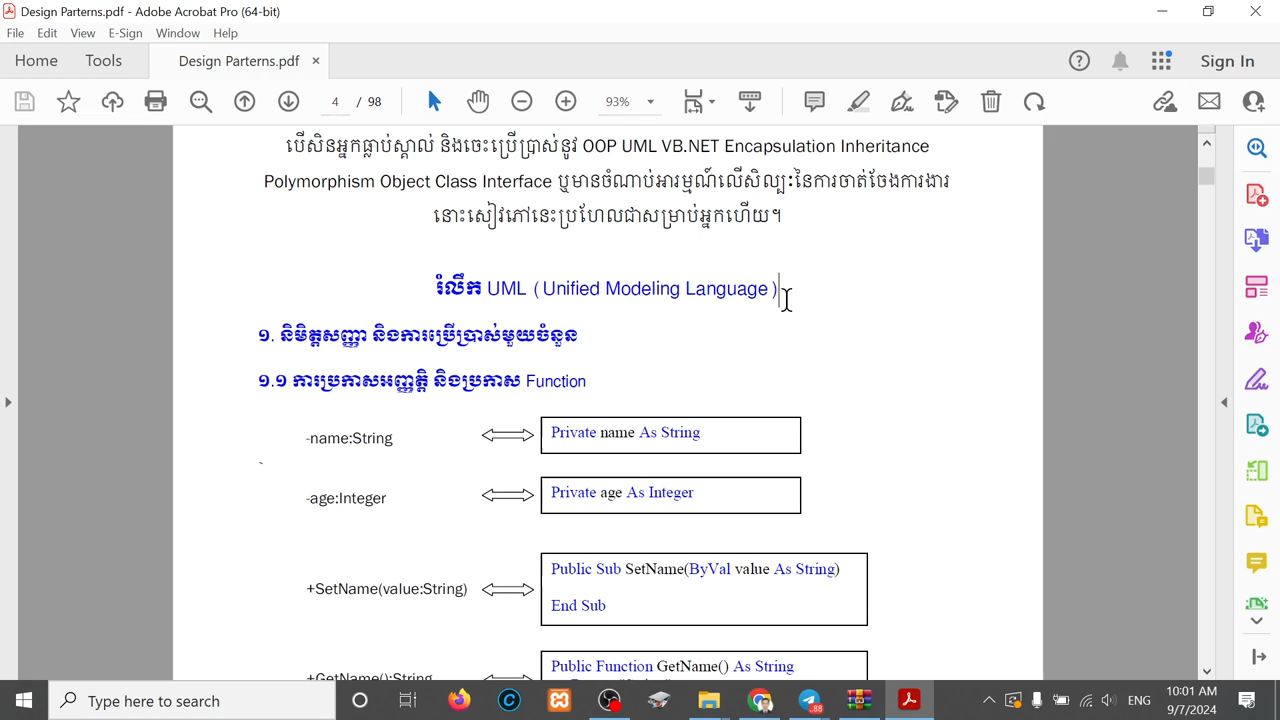 Design Parterns.pdf - Adobe Acrobat Pro (64-bit)
File Edit View E-Sign Window Help
Home Tools Design Parterns.pdf × Sign In
4 / 98 93%
បើសិនអ្នកធ្លាប់ស្គាល់ និងចេះប្រើប្រាស់នូវ OOP UML VB.NET Encapsulation Inheritance
Polymorphism Object Class Interface ឬមានចំណាប់អារម្មណ៍លើសិល្បៈនៃការចាត់ចែងការងារ
នោះសៀវភៅនេះប្រហែលជាសម្រាប់អ្នកហើយ។
រំលឹក UML ( Unified Modeling Language )
១. និមិត្តសញ្ញា និងការប្រើប្រាស់មួយចំនួន
១.១ ការប្រកាសអញ្ញត្តិ និងប្រកាស Function
-name:String Private name As String
-age:Integer Private age As Integer
+SetName(value:String) Public Sub SetName(ByVal value As String)
End Sub
+GetName():String Public Function GetName() As String
Type here to search
.88
ENG
10:01 AM
9/7/2024